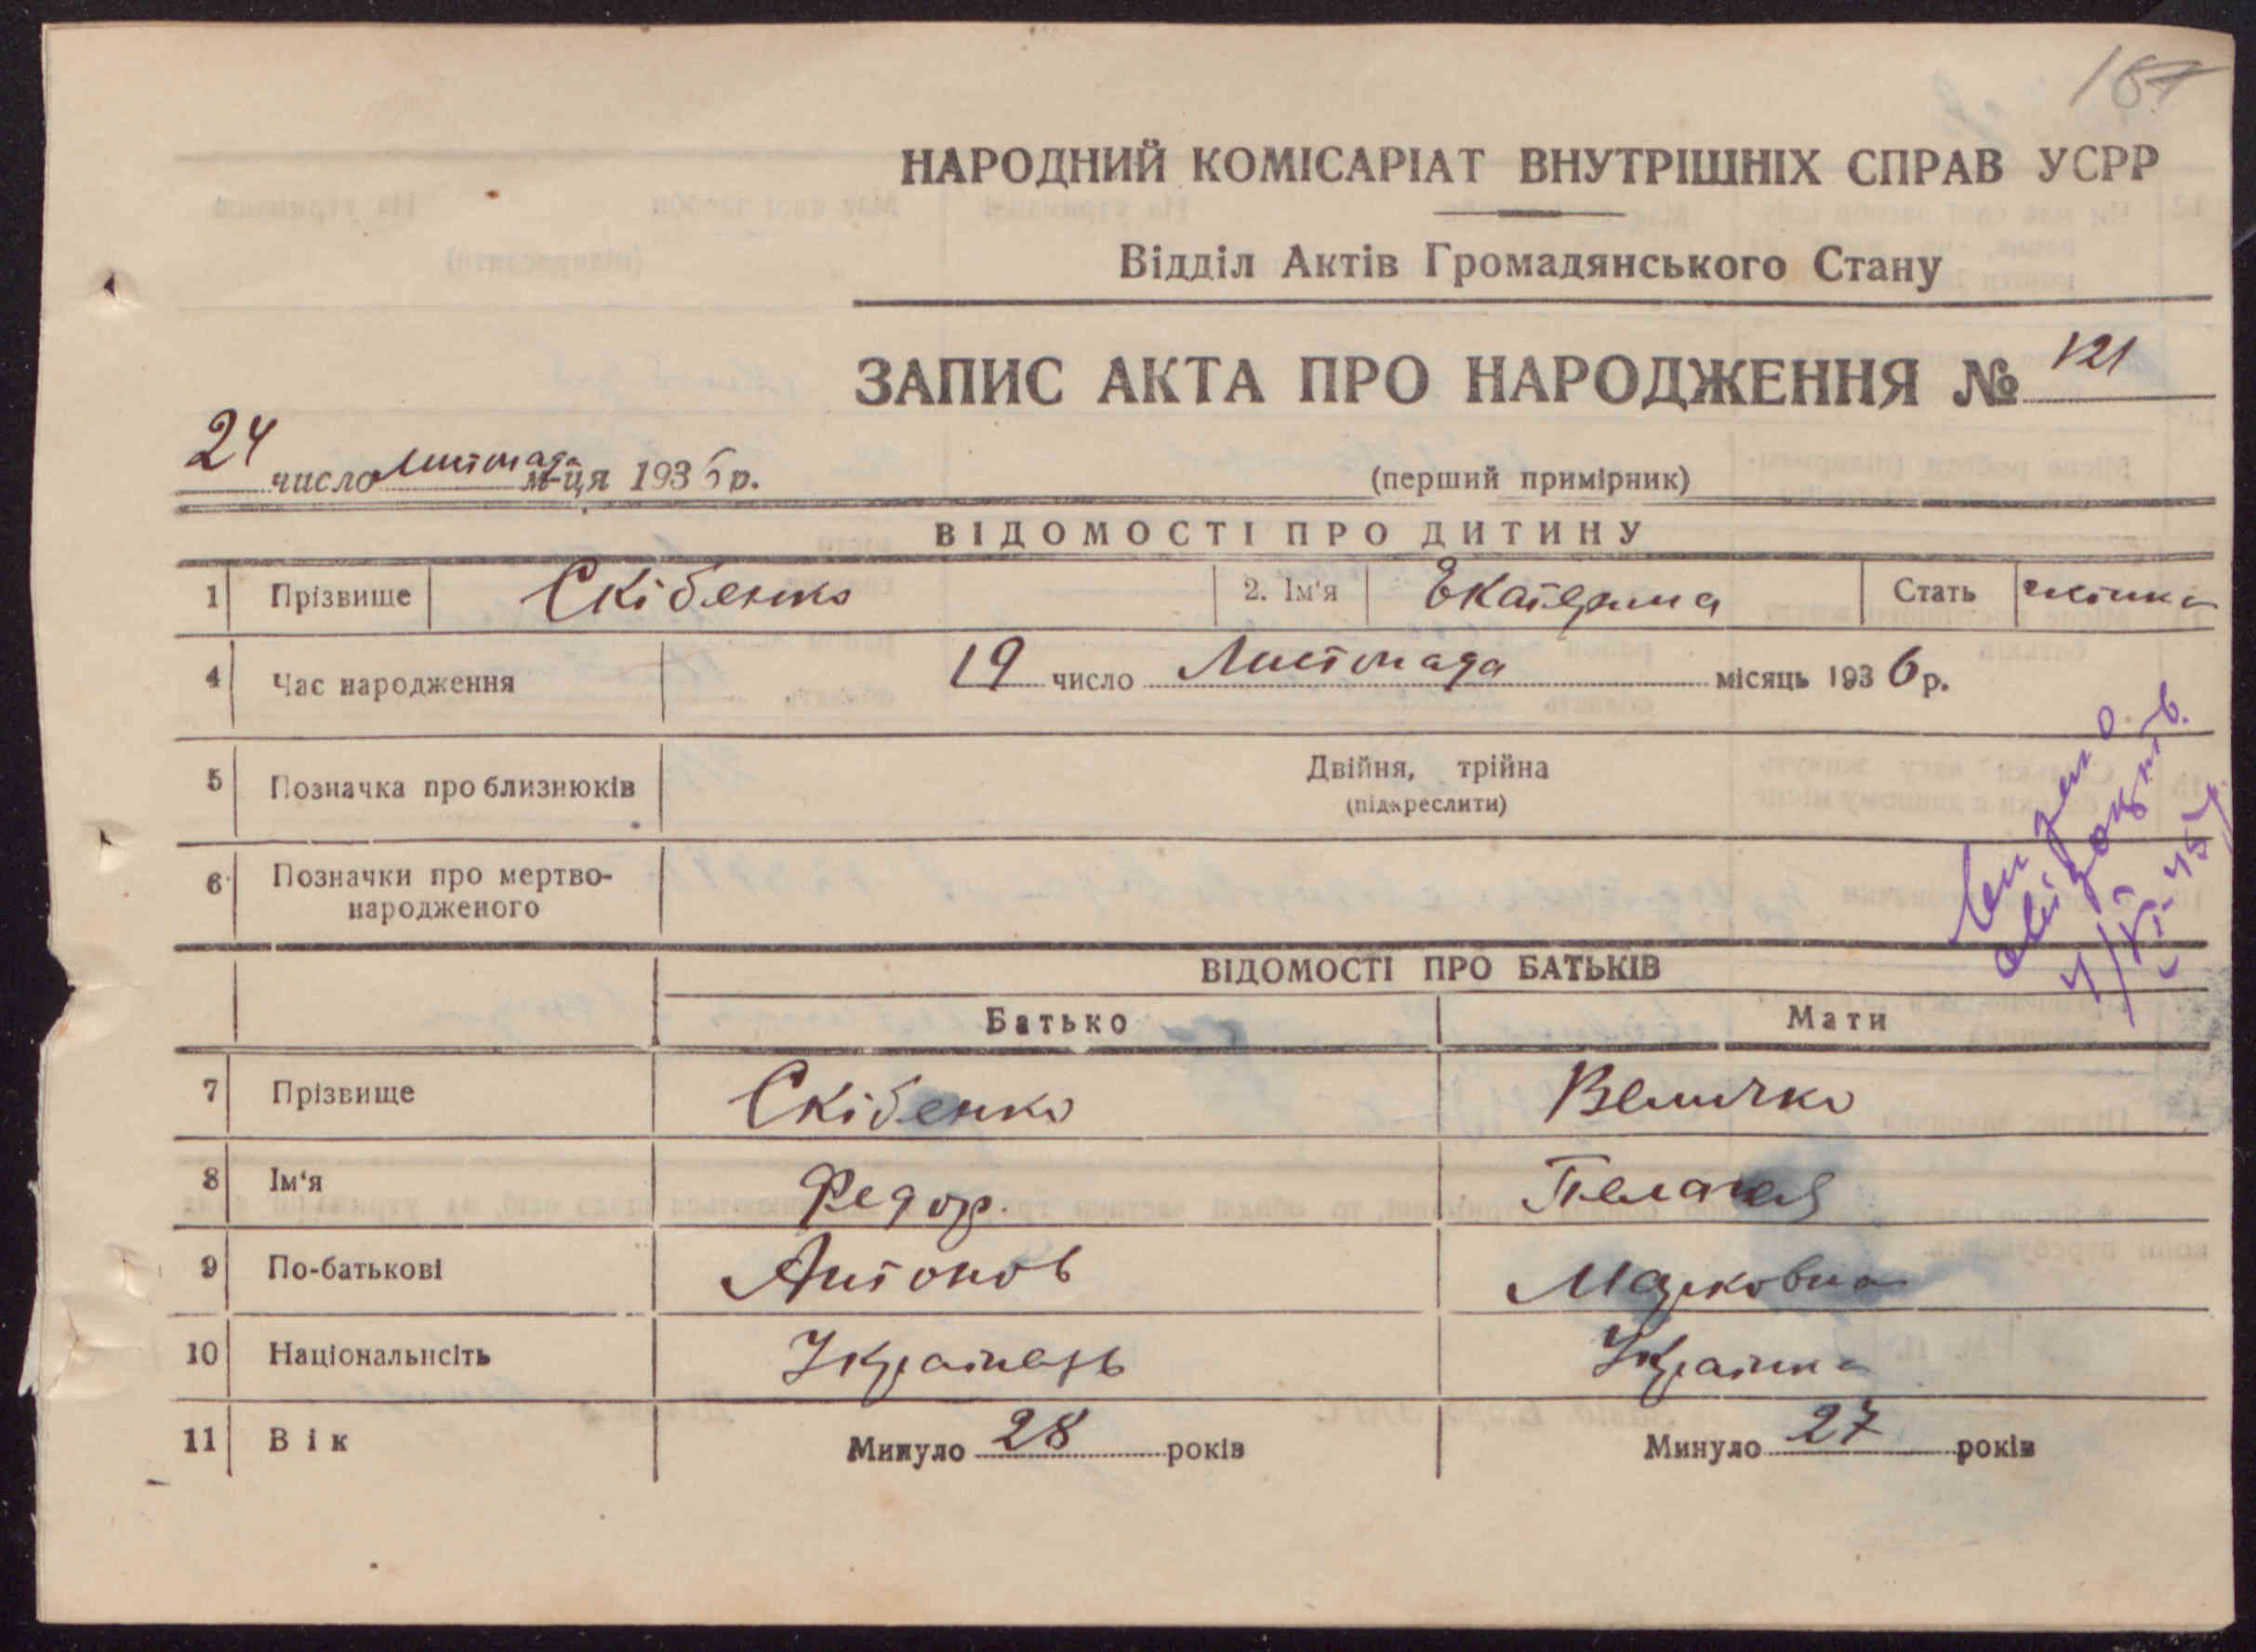 НАРОДНИЙ КОМІСАРІАТ ВНУТРІШНІХ СПРАВ УСРР
Відділ Актів Громадянського Стану
ЗАПИС АКТА ПРО НАРОДЖЕННЯ № 121
24 число Листопада м-ця 1936 р.
(перший примірник)
ВІДОМОСТІ ПРО ДИТИНУ
1 Прізвище Скібенко 2. Ім'я Екатерина Стать жінка
4 Час народження 19 число Листопада місяць 1936 р.
5 Позначка про близнюків Двійня, трійна
(підкреслити)
6 Позначки про мертво-
народженого
ВІДОМОСТІ ПРО БАТЬКІВ
Батько Мати
7 Прізвище Скібенко Величко
8 Ім'я Федор Пелагея
9 По-батькові Антонов Марковна
10 Національнсіть Українець Українка
11 Вік Минуло 28 років Минуло 27 років